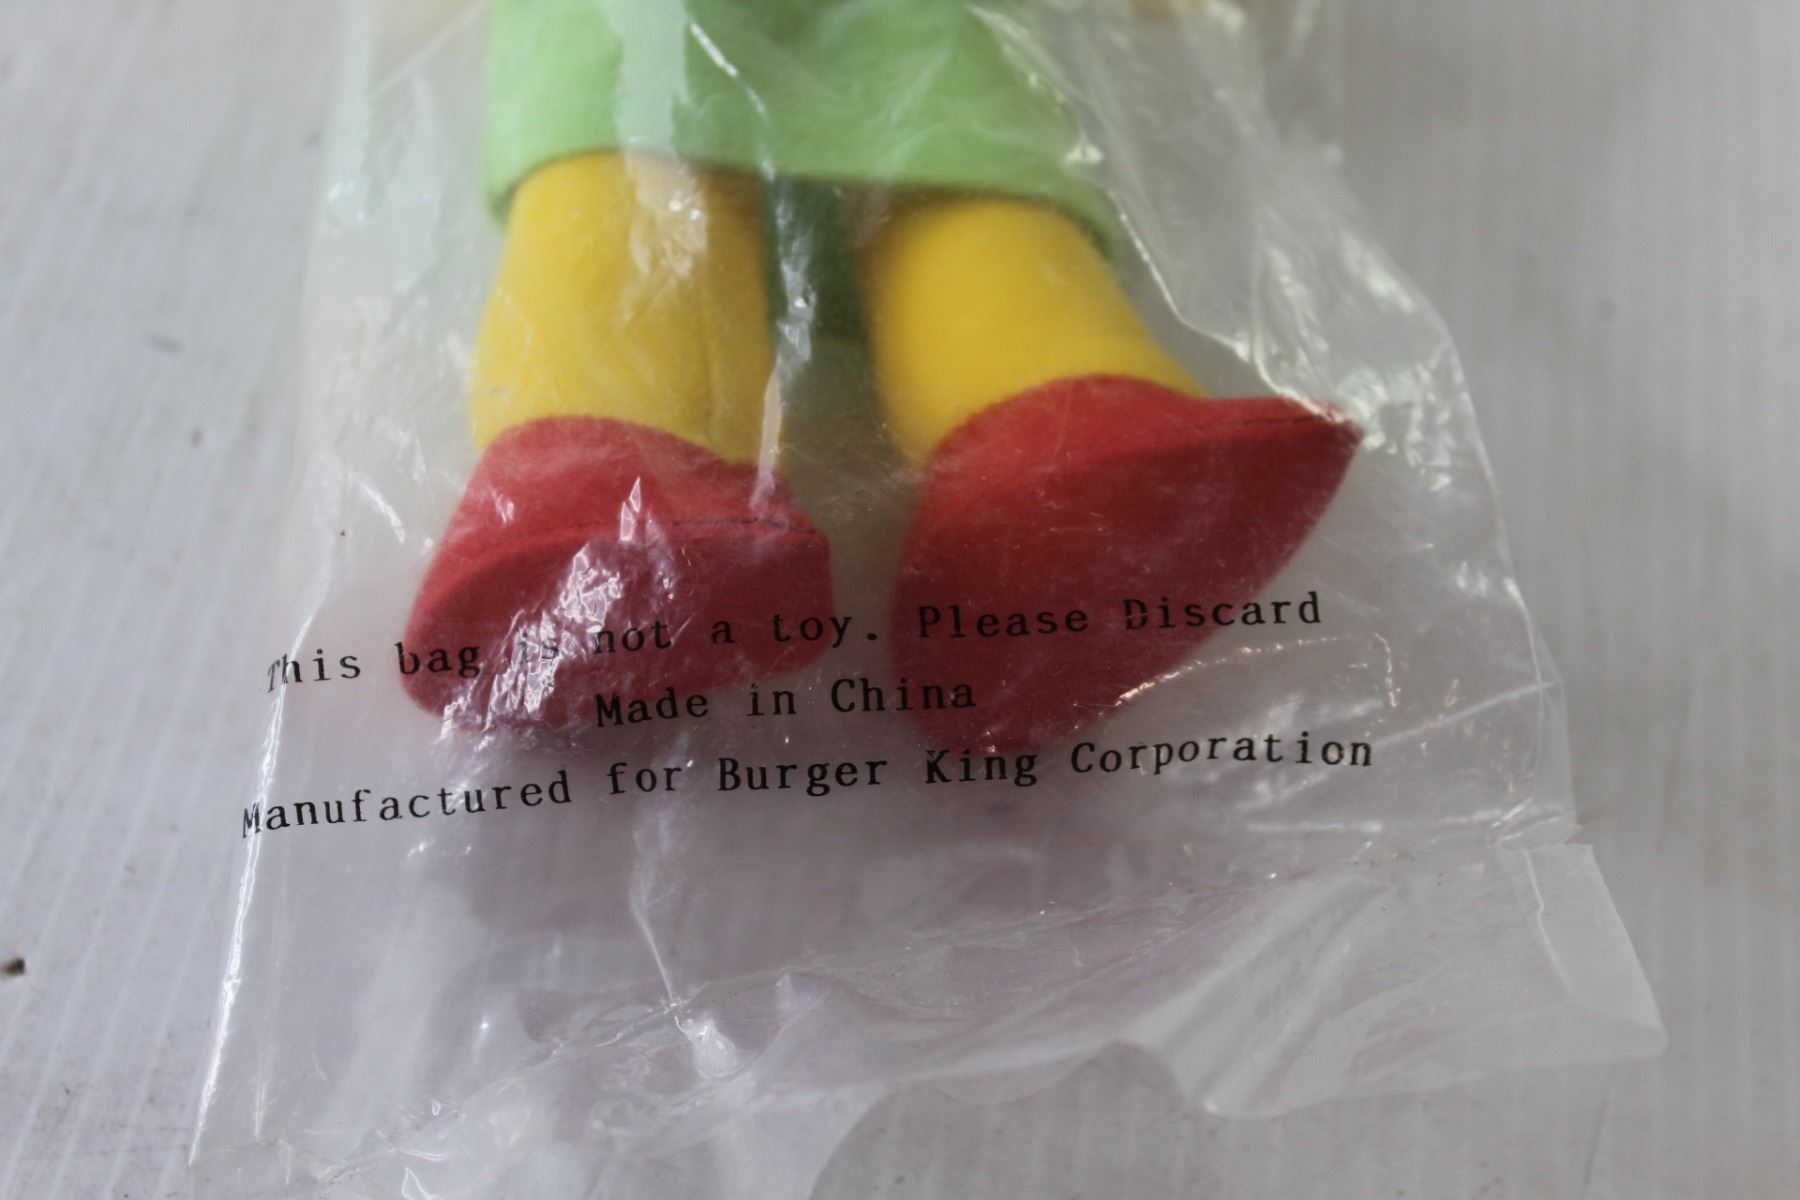 This bag is not a toy. Please Discard
Made in China
Manufactured for Burger King Corporation